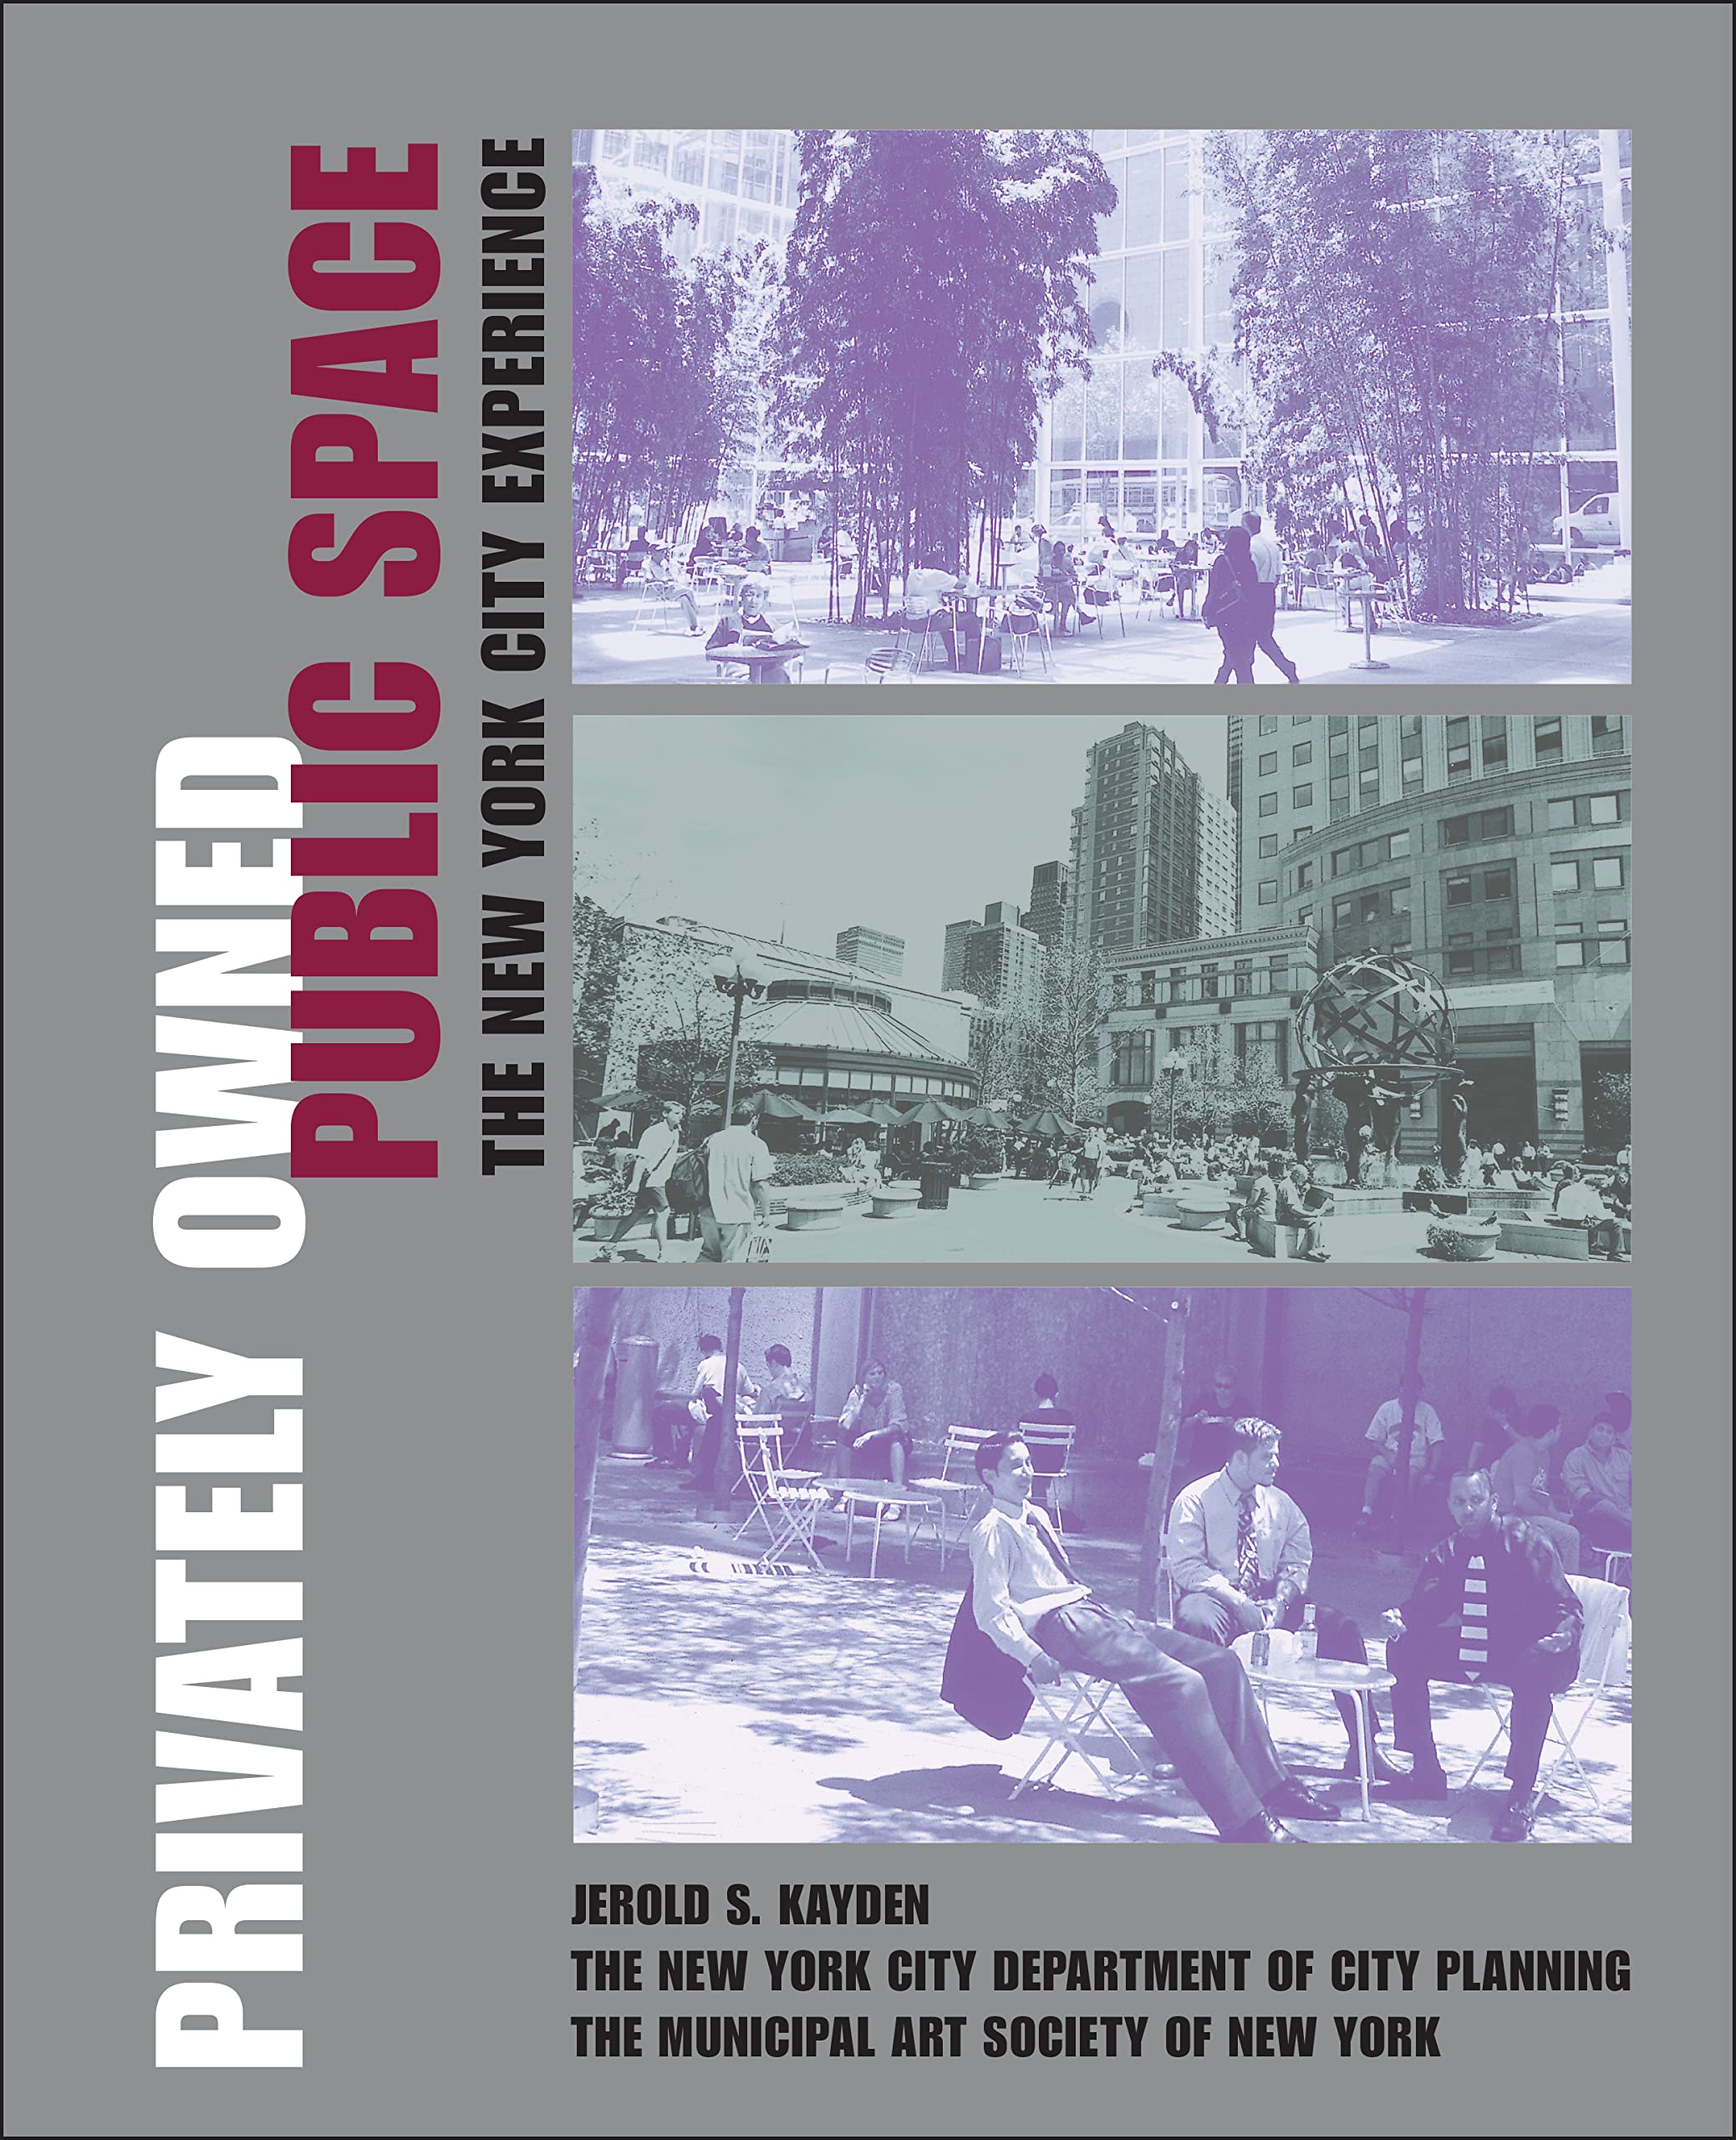 PRIVATELY OWNED
PUBLIC SPACE
THE NEW YORK CITY EXPERIENCE
JEROLD S. KAYDEN
THE NEW YORK CITY DEPARTMENT OF CITY PLANNING
THE MUNICIPAL ART SOCIETY OF NEW YORK